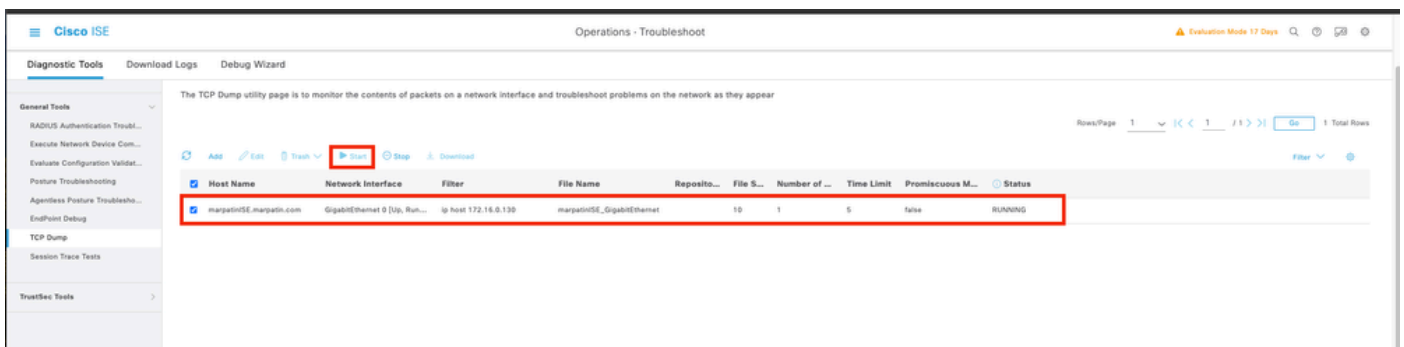 Cisco ISE
Operations · Troubleshoot
Evaluation Mode 17 Days
Diagnostic Tools Download Logs Debug Wizard
General Tools
RADIUS Authentication Troubl...
Execute Network Device Com...
Evaluate Configuration Validat...
Posture Troubleshooting
Agentless Posture Troublesho...
EndPoint Debug
TCP Dump
Session Trace Tests
TrustSec Tools
The TCP Dump utility page is to monitor the contents of packets on a network interface and troubleshoot problems on the network as they appear
Rows/Page 1 |< < 1 / 1 > >| Go 1 Total Rows
Add Edit Trash Start Stop Download Filter
Host Name Network Interface Filter File Name Reposito... File S... Number of ... Time Limit Promiscuous M... Status
marpatinISE.marpatin.com GigabitEthernet 0 [Up, Run... ip host 172.16.0.130 marpatinISE_GigabitEthernet 10 1 5 false RUNNING